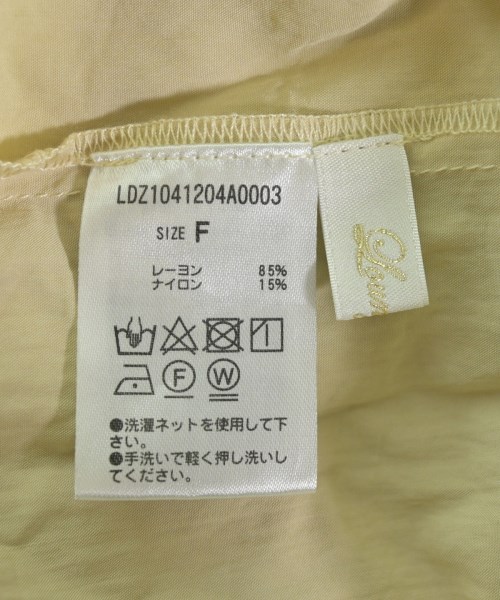 LDZ1041204A0003
SIZE F
レーヨン 85%
ナイロン 15%
F W
●洗濯ネットを使用して下
さい。
●手洗いで軽く押し洗いし
てください。